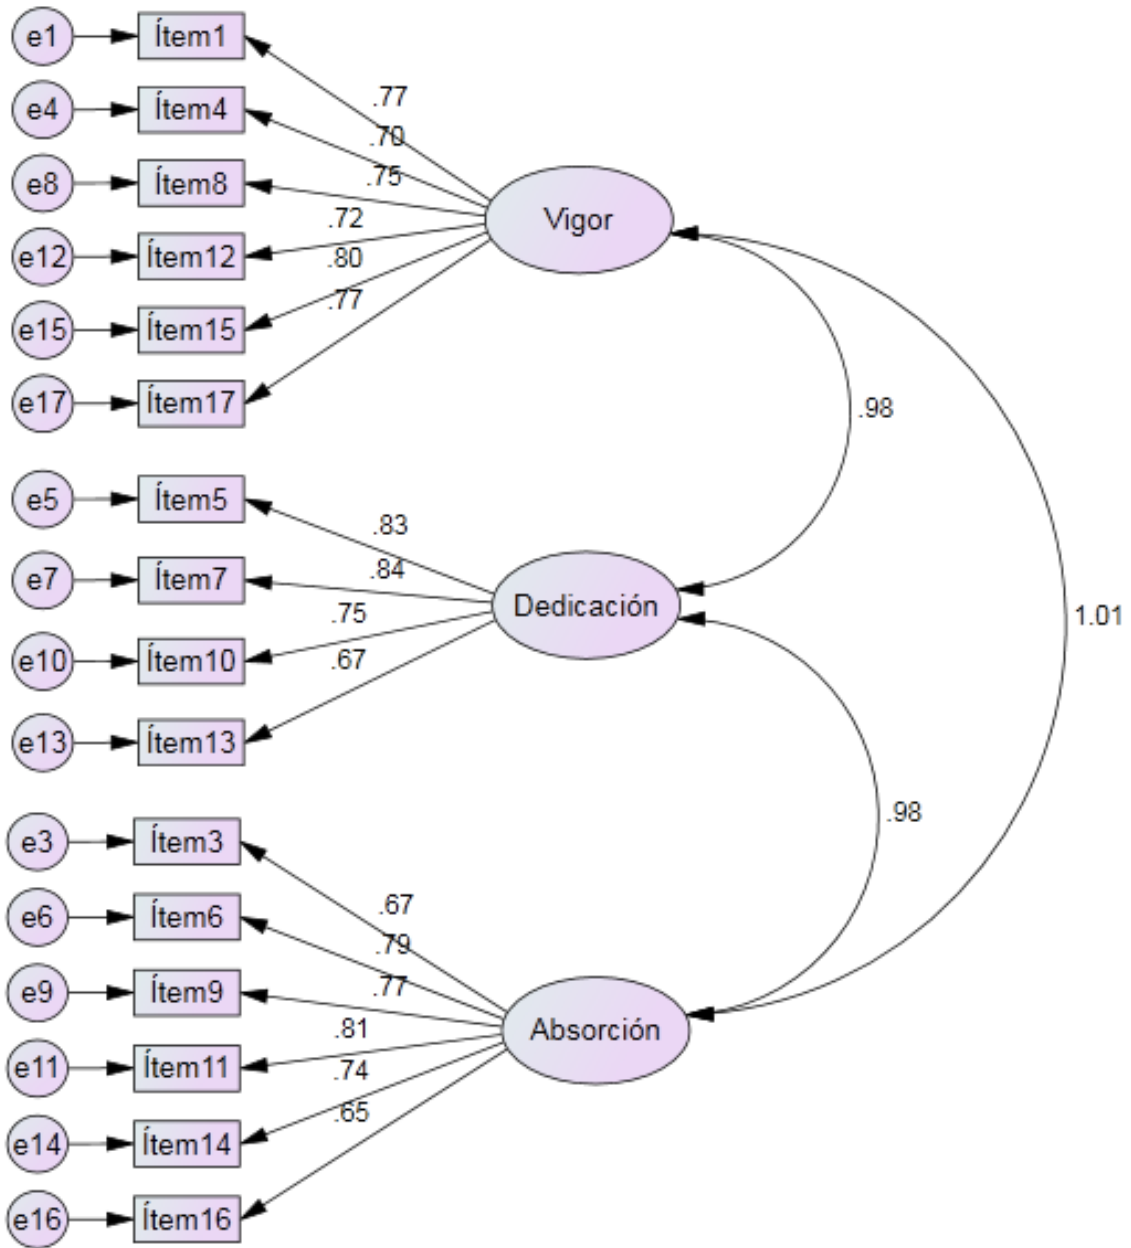 e1 Ítem1
.77
e4 Ítem4
.70
e8 Ítem8
.75
Vigor
.72
e12 Ítem12
.80
e15 Ítem15
.77
e17 Ítem17
.98
e5 Ítem5
.83
e7 Ítem7
.84
Dedicación
.75
1.01
e10 Ítem10
.67
e13 Ítem13
.98
e3 Ítem3
.67
e6 Ítem6
.79
e9 Ítem9
.77
Absorción
.81
e11 Ítem11
.74
e14 Ítem14
.65
e16 Ítem16